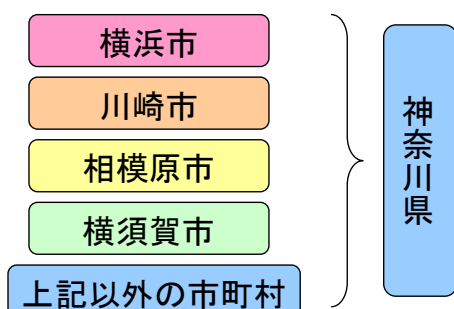 横浜市
川崎市
相模原市
横須賀市
上記以外の市町村
神奈川県